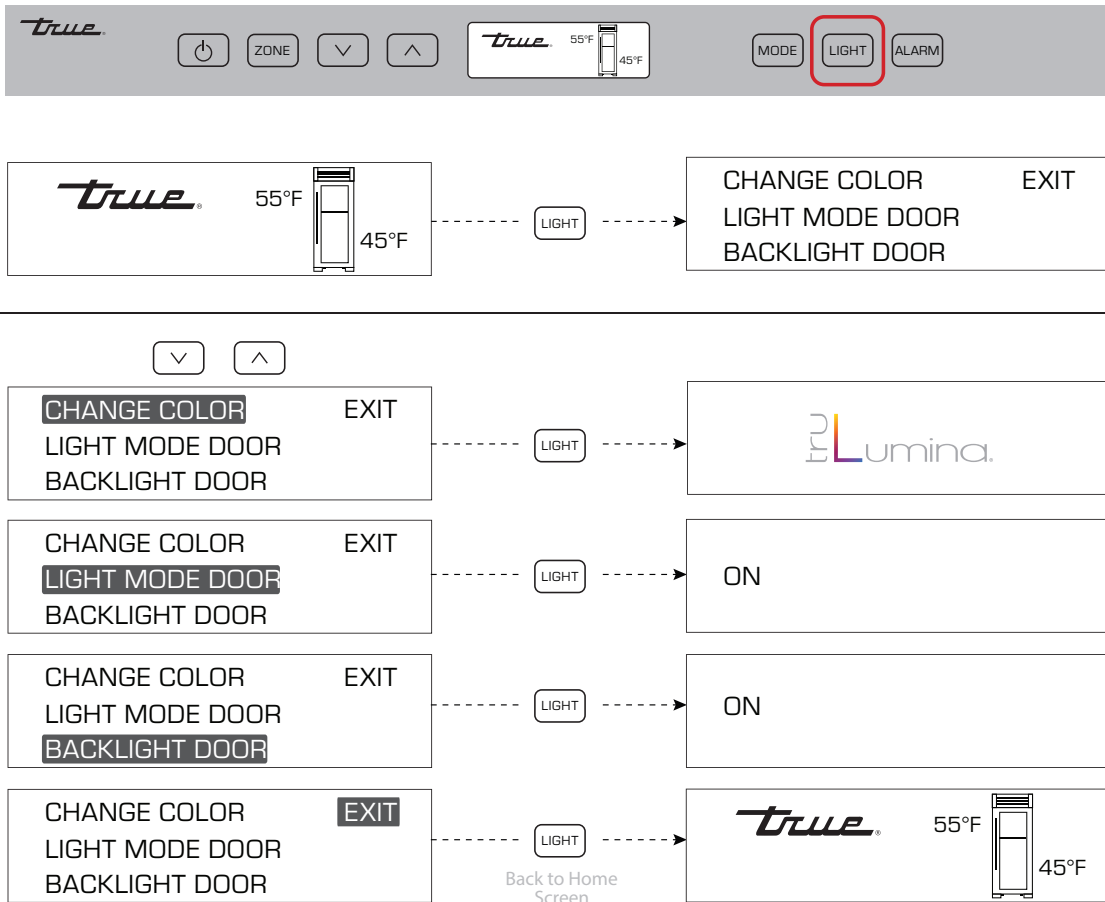 true.
ZONE
true. 55°F
45°F
MODE LIGHT ALARM
true. 55°F
45°F
LIGHT
CHANGE COLOR EXIT
LIGHT MODE DOOR
BACKLIGHT DOOR
CHANGE COLOR EXIT
LIGHT MODE DOOR
BACKLIGHT DOOR
LIGHT
truLumina.
CHANGE COLOR EXIT
LIGHT MODE DOOR
BACKLIGHT DOOR
LIGHT
ON
CHANGE COLOR EXIT
LIGHT MODE DOOR
BACKLIGHT DOOR
LIGHT
ON
CHANGE COLOR EXIT
LIGHT MODE DOOR
BACKLIGHT DOOR
LIGHT
Back to Home
Screen
true. 55°F
45°F